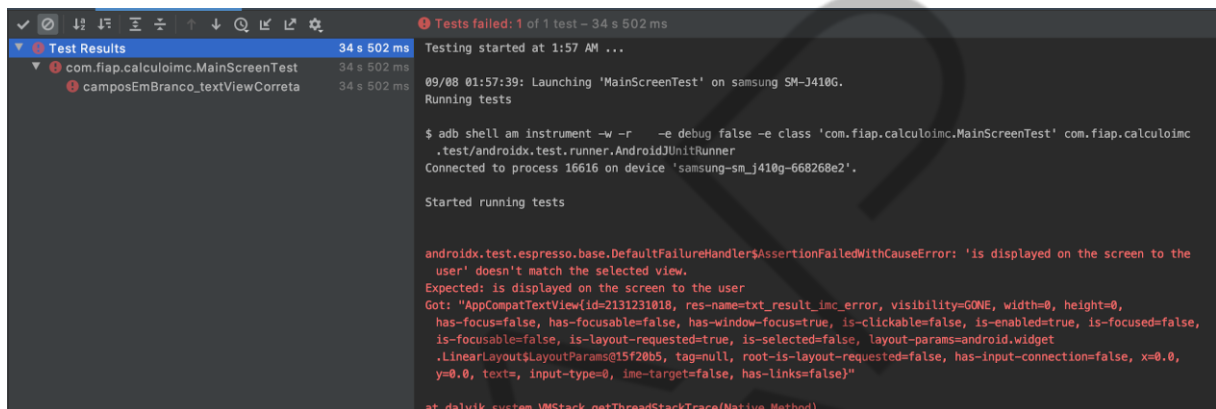 Tests failed: 1 of 1 test – 34 s 502 ms
Test Results 34 s 502 ms
com.fiap.calculoimc.MainScreenTest 34 s 502 ms
camposEmBranco_textViewCorreta 34 s 502 ms
Testing started at 1:57 AM ...
09/08 01:57:39: Launching 'MainScreenTest' on samsung SM-J410G.
Running tests
$ adb shell am instrument -w -r    -e debug false -e class 'com.fiap.calculoimc.MainScreenTest' com.fiap.calculoimc
.test/androidx.test.runner.AndroidJUnitRunner
Connected to process 16616 on device 'samsung-sm_j410g-668268e2'.
Started running tests
androidx.test.espresso.base.DefaultFailureHandler$AssertionFailedWithCauseError: 'is displayed on the screen to the
user' doesn't match the selected view.
Expected: is displayed on the screen to the user
Got: "AppCompatTextView{id=2131231018, res-name=txt_result_imc_error, visibility=GONE, width=0, height=0,
has-focus=false, has-focusable=false, has-window-focus=true, is-clickable=false, is-enabled=true, is-focused=false,
is-focusable=false, is-layout-requested=true, is-selected=false, layout-params=android.widget
.LinearLayout$LayoutParams@15f20b5, tag=null, root-is-layout-requested=false, has-input-connection=false, x=0.0,
y=0.0, text=, input-type=0, ime-target=false, has-links=false}"
at dalvik.system.VMStack.getThreadStackTrace(Native Method)